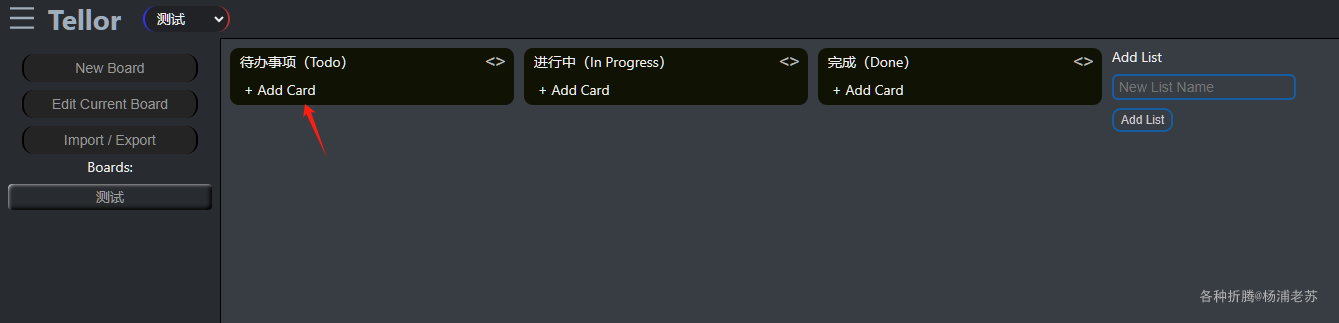 Tellor
测试
New Board
Edit Current Board
Import / Export
Boards:
测试
待办事项（Todo） <>
+ Add Card
进行中（In Progress） <>
+ Add Card
完成（Done） <>
+ Add Card
Add List
New List Name
Add List
各种折腾@杨浦老苏